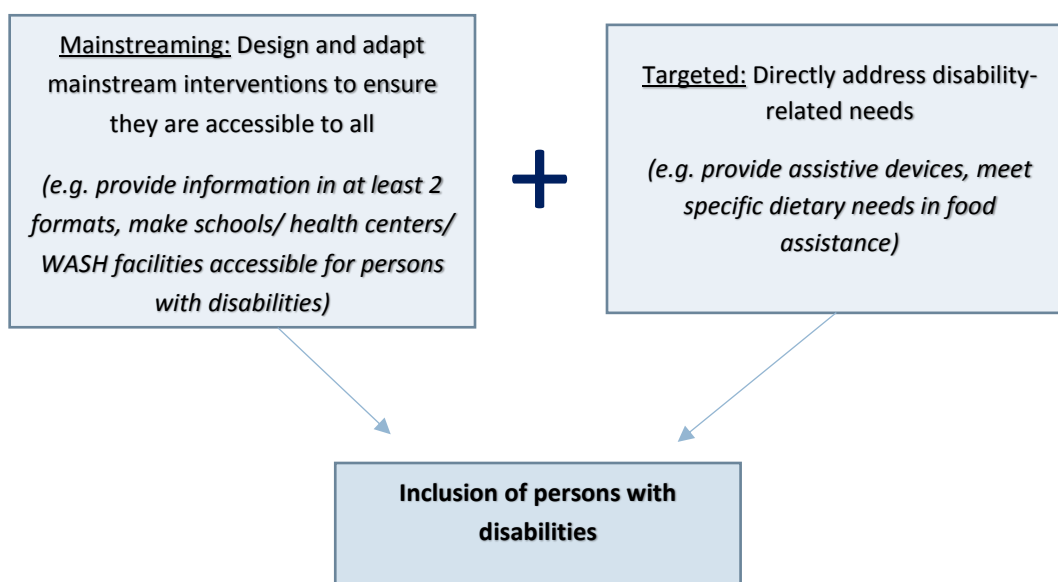 Mainstreaming: Design and adapt
mainstream interventions to ensure
they are accessible to all
(e.g. provide information in at least 2
formats, make schools/ health centers/
WASH facilities accessible for persons
with disabilities)
+
Targeted: Directly address disability-
related needs
(e.g. provide assistive devices, meet
specific dietary needs in food
assistance)
Inclusion of persons with
disabilities